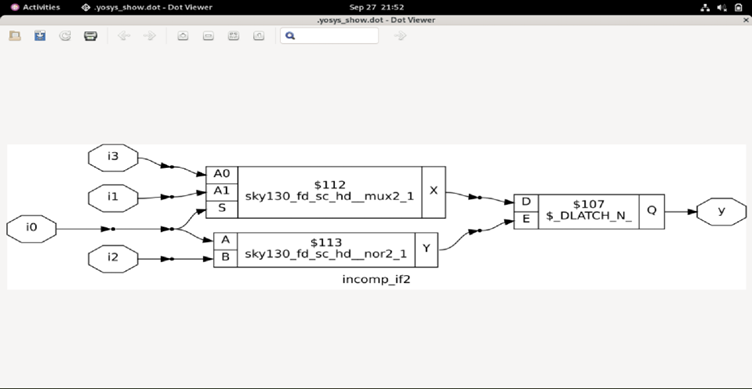 Activities .yosys_show.dot - Dot Viewer Sep 27 21:52
.yosys_show.dot - Dot Viewer
i3
i1
i0
i2
A0
A1
S
$112
sky130_fd_sc_hd__mux2_1
X
A
B
$113
sky130_fd_sc_hd__nor2_1
Y
D
E
$107
$_DLATCH_N_
Q
y
incomp_if2